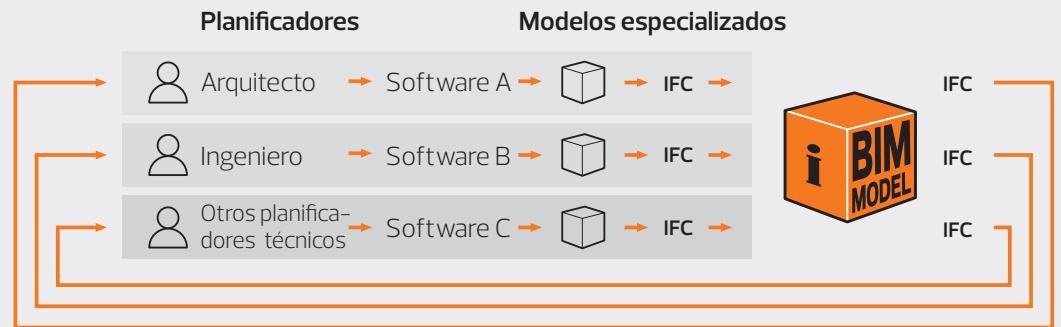 Planificadores Modelos especializados
Arquitecto Software A IFC IFC
Ingeniero Software B IFC IFC
Otros planifica-
dores técnicos Software C IFC IFC
i BIM
MODEL